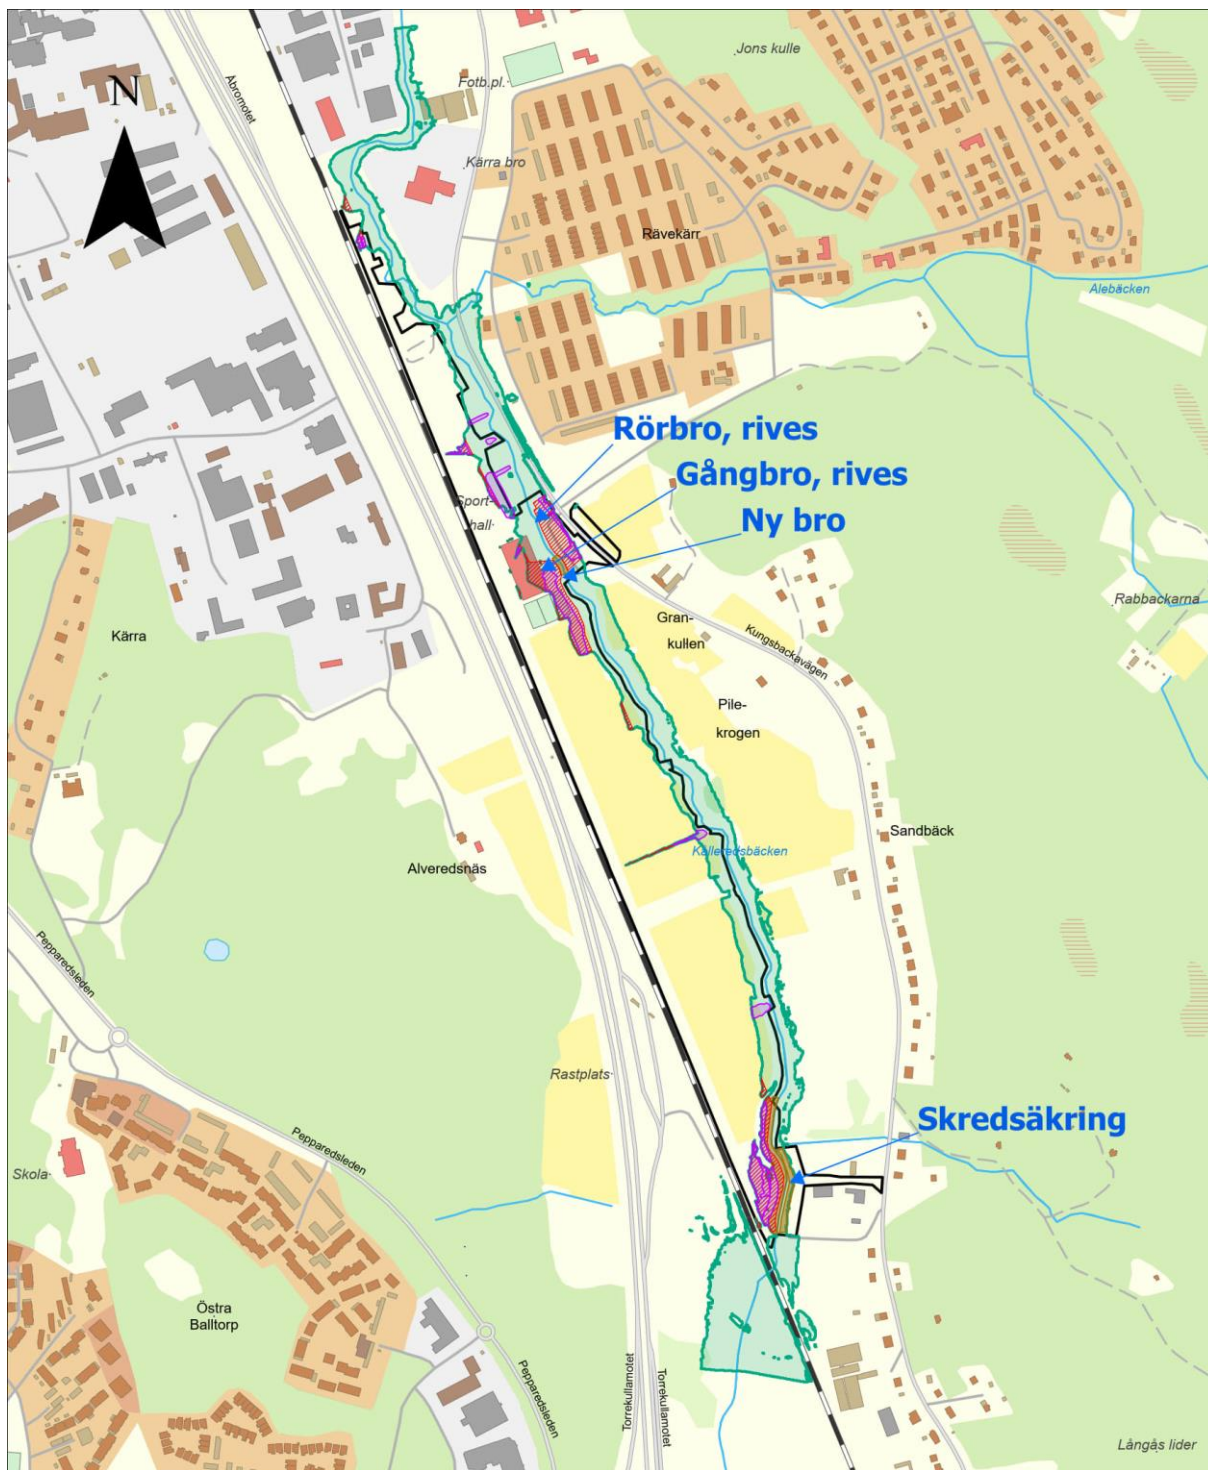 Jons kulle
Åbromotet
Fotb.pl.
N
Kärra bro
Rävekärr
Alebäcken
Rörbro, rives
Gångbro, rives
Sport-
hall
Ny bro
Rabbackarna
Gran-
kullen
Kungsbackavägen
Kärra
Pile-
krogen
Sandbäck
Kålleredsbäcken
Alveredsnäs
Pepparedsleden
Rastplats
Skredsäkring
Pepparedsleden
Skola
Östra
Balltorp
Pepparedsleden
Torrekullamotet
Torrekullamotet
Långås lider